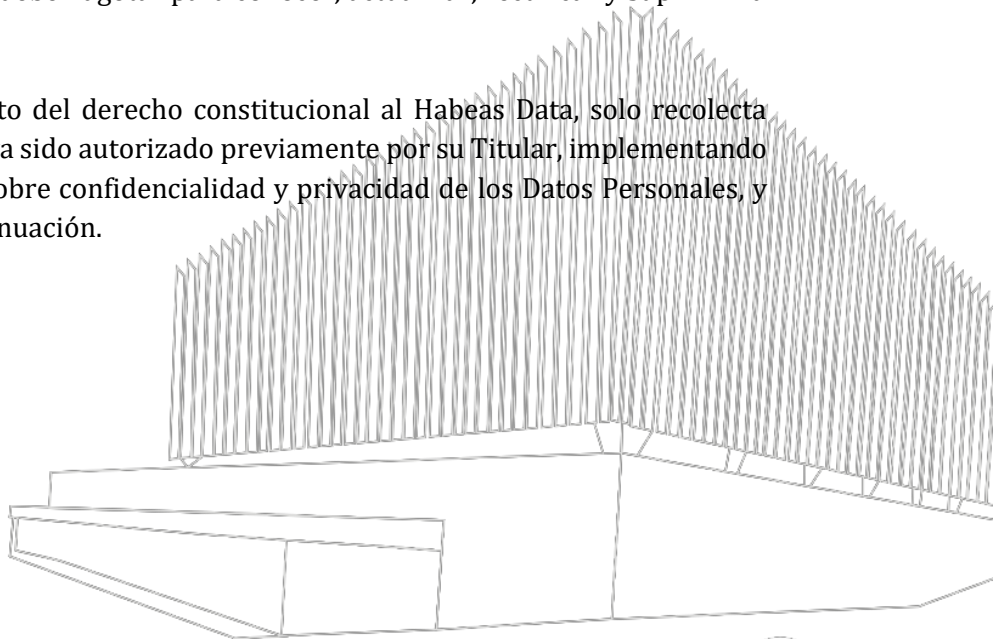 to del derecho constitucional al Habeas Data, solo recolecta
a sido autorizado previamente por su Titular, implementando
obre confidencialidad y privacidad de los Datos Personales, y
nuación.